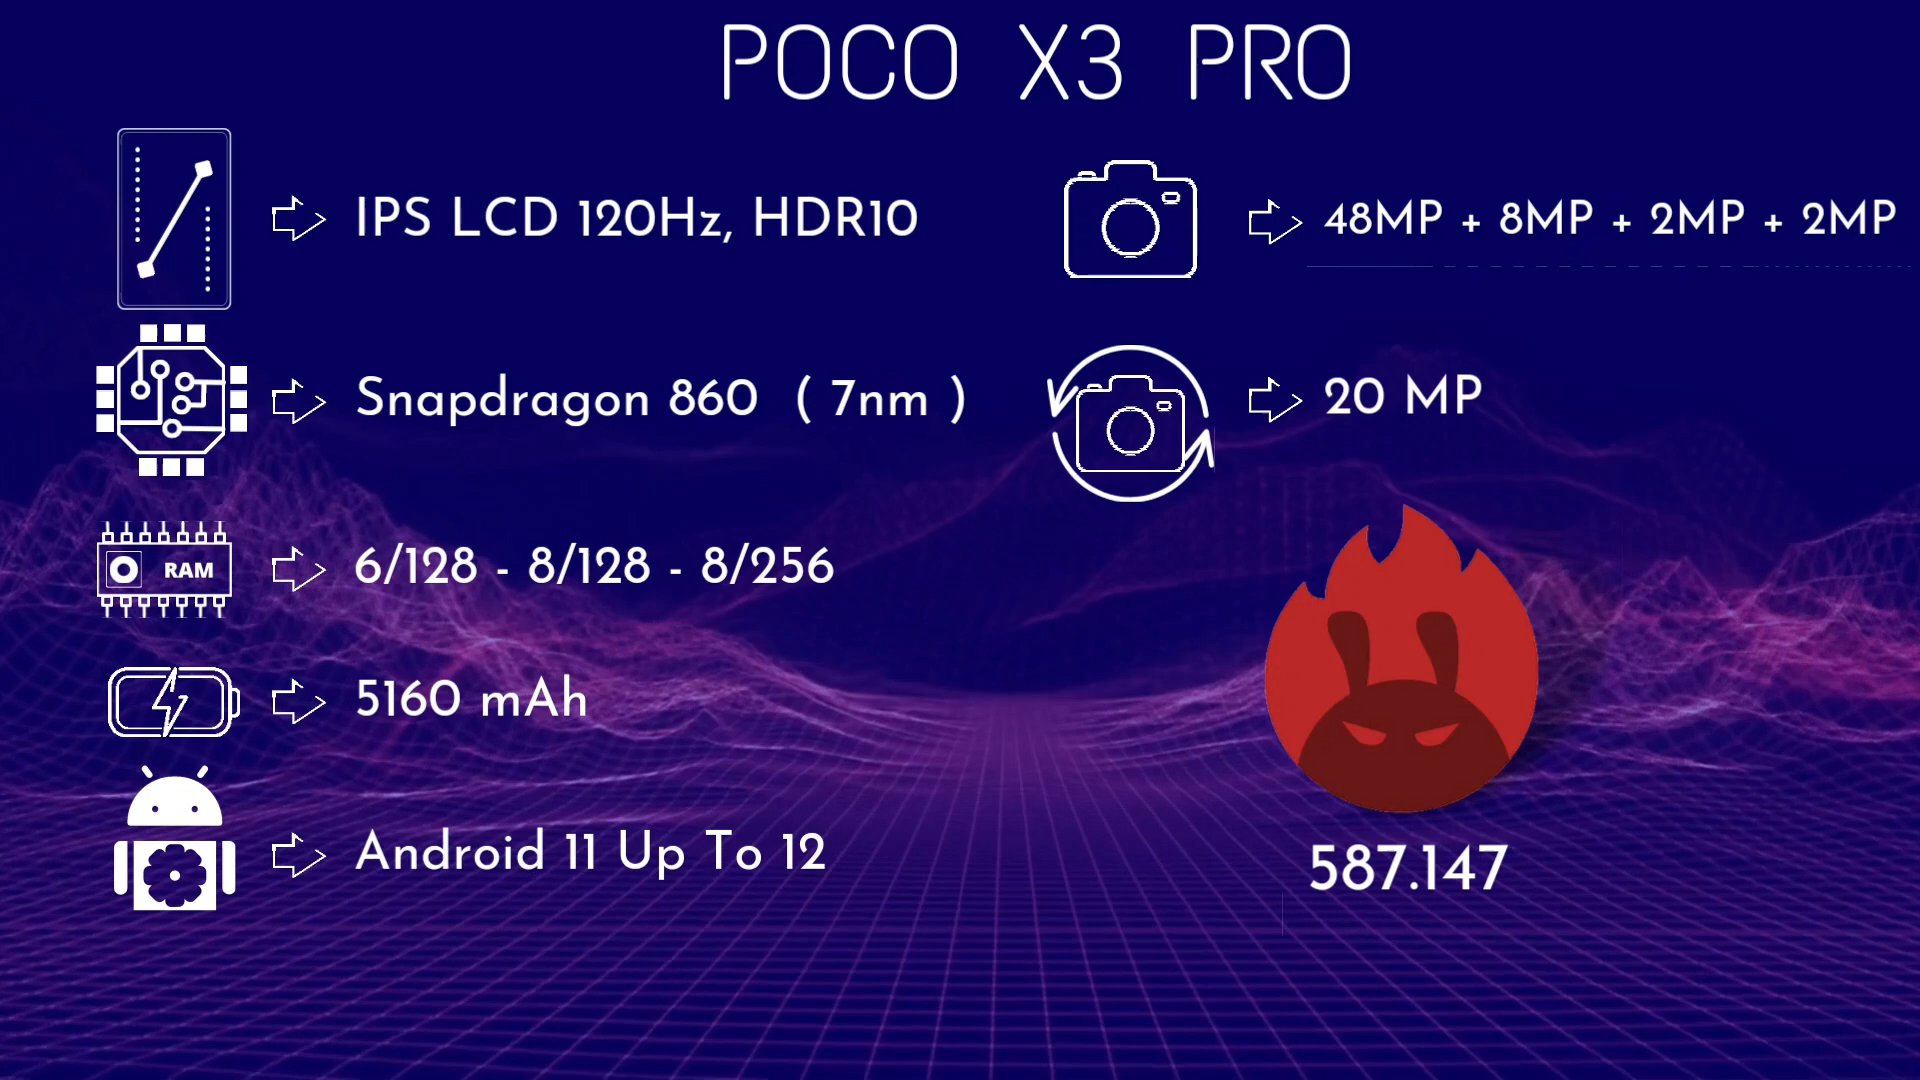 POCO X3 PRO
IPS LCD 120Hz, HDR10
Snapdragon 860 ( 7nm )
RAM
6/128 - 8/128 - 8/256
5160 mAh
Android 11 Up To 12
48MP + 8MP + 2MP + 2MP
20 MP
587.147